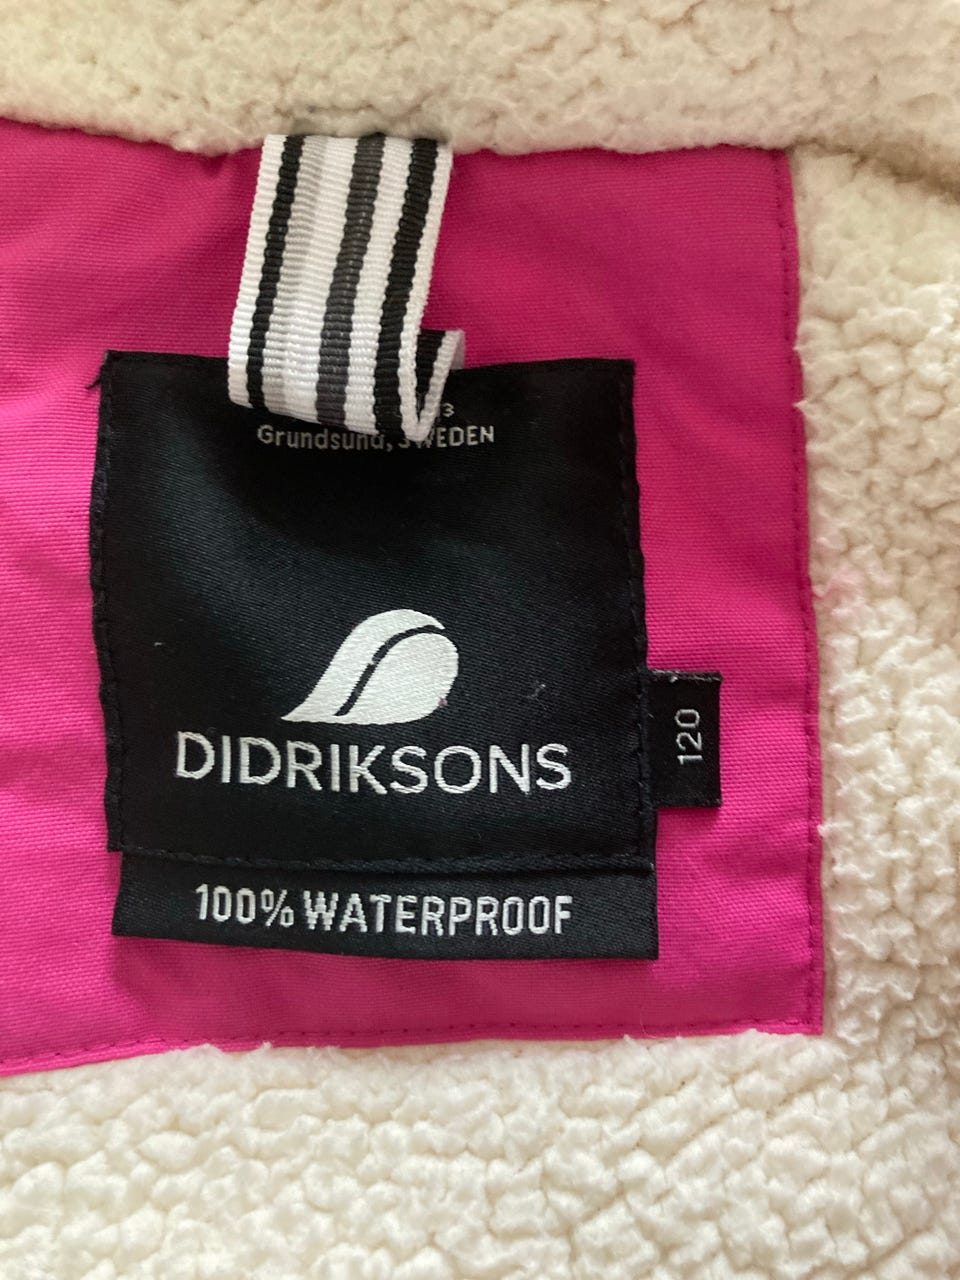 Grundsund, SWEDEN
DIDRIKSONS
120
100% WATERPROOF